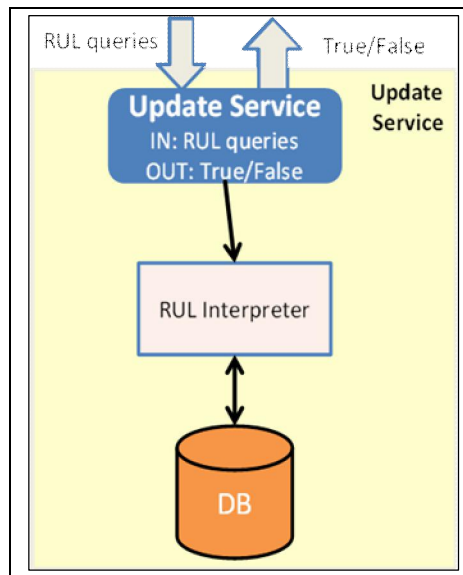 RUL queries
True/False
Update Service
IN: RUL queries
OUT: True/False
Update
Service
RUL Interpreter
DB